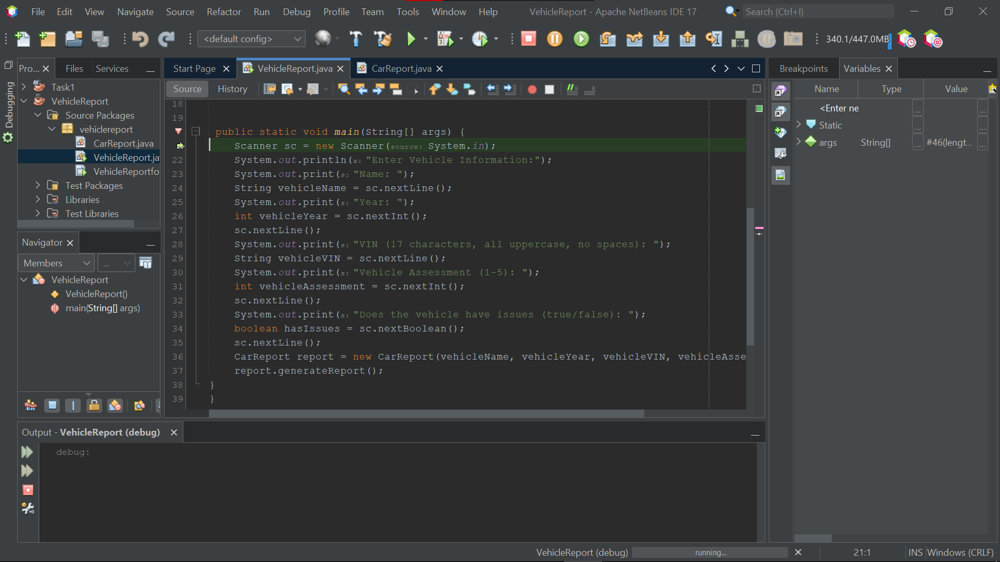 File Edit View Navigate Source Refactor Run Debug Profile Team Tools Window Help VehicleReport - Apache NetBeans IDE 17 Search (Ctrl+I)
<default config> 340.1/447.0MB
Debugging
Pro... Files Services
Task1
VehicleReport
Source Packages
vehiclereport
CarReport.java
VehicleReport.ja
VehicleReportfo
Test Packages
Libraries
Test Libraries
Navigator
Members ...
VehicleReport
VehicleReport()
main(String[] args)
Start Page VehicleReport.java CarReport.java
Source History
18
19
public static void main(String[] args) {
Scanner sc = new Scanner(source: System.in);
22 System.out.println(x: "Enter Vehicle Information:");
23 System.out.print(s: "Name: ");
24 String vehicleName = sc.nextLine();
25 System.out.print(s: "Year: ");
26 int vehicleYear = sc.nextInt();
27 sc.nextLine();
28 System.out.print(s: "VIN (17 characters, all uppercase, no spaces): ");
29 String vehicleVIN = sc.nextLine();
30 System.out.print(s: "Vehicle Assessment (1-5): ");
31 int vehicleAssessment = sc.nextInt();
32 sc.nextLine();
33 System.out.print(s: "Does the vehicle have issues (true/false): ");
34 boolean hasIssues = sc.nextBoolean();
35 sc.nextLine();
36 CarReport report = new CarReport(vehicleName, vehicleYear, vehicleVIN, vehicleAsse
37 report.generateReport();
38 }
39 }
Breakpoints Variables
Name Type Value
<Enter ne ... ...
Static ... ...
args String[] ... #46(lengt... ...
Output - VehicleReport (debug)
debug:
VehicleReport (debug) running... 21:1 INS Windows (CRLF)